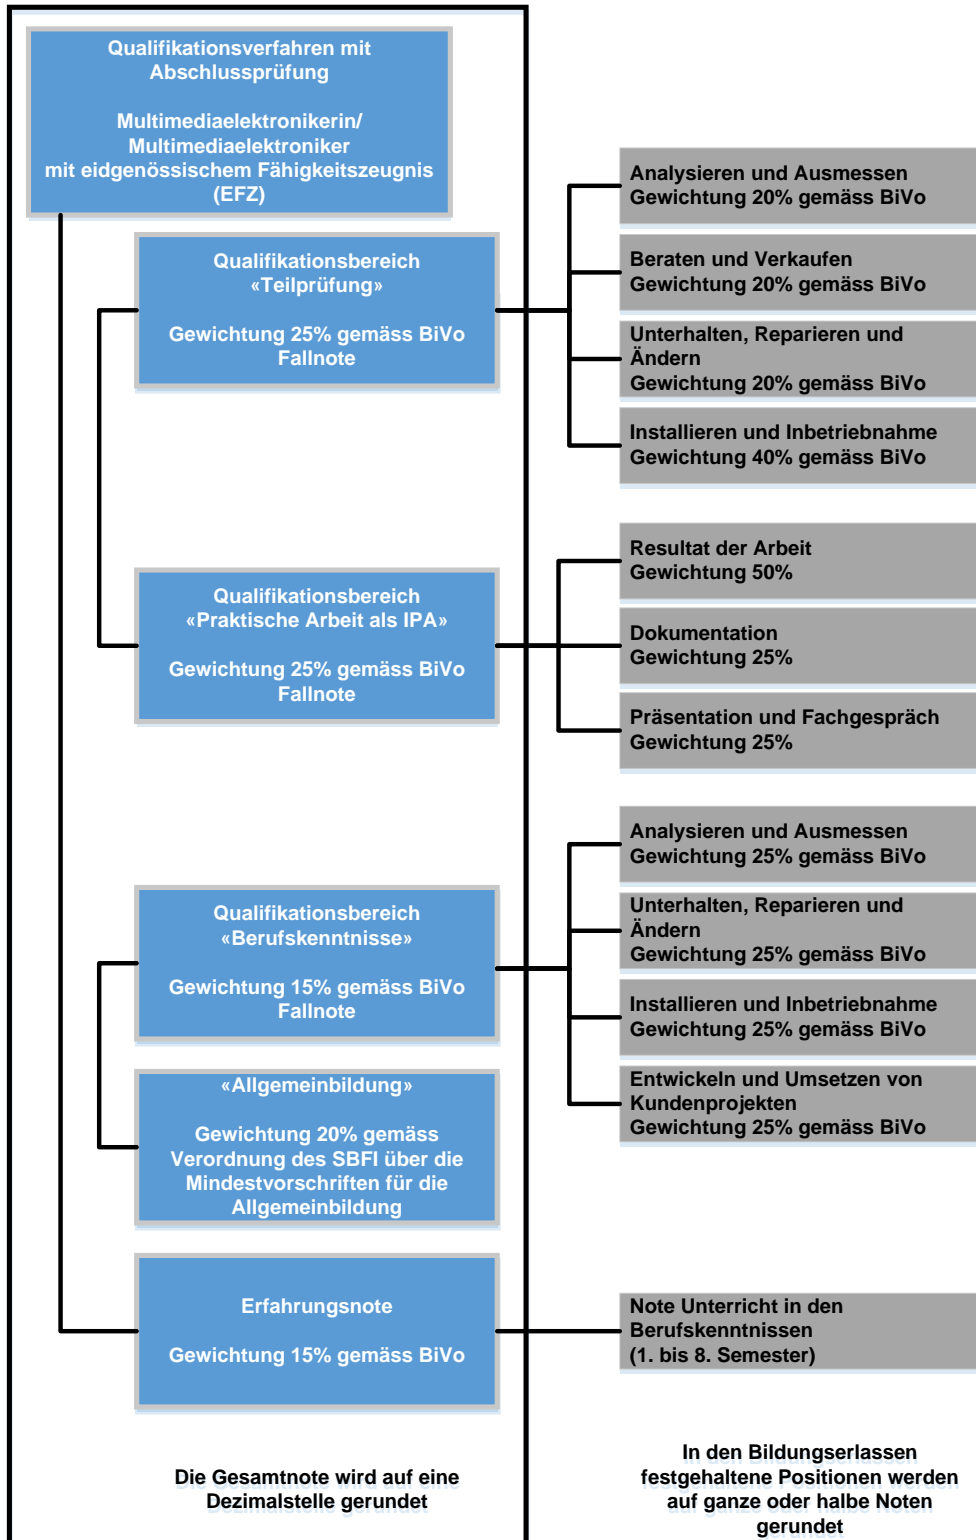 Qualifikationsverfahren mit
Abschlussprüfung
Multimediaelektronikerin/
Multimediaelektroniker
mit eidgenössischem Fähigkeitszeugnis
(EFZ)
Qualifikationsbereich
«Teilprüfung»
Gewichtung 25% gemäss BiVo
Fallnote
Analysieren und Ausmessen
Gewichtung 20% gemäss BiVo
Beraten und Verkaufen
Gewichtung 20% gemäss BiVo
Unterhalten, Reparieren und
Ändern
Gewichtung 20% gemäss BiVo
Installieren und Inbetriebnahme
Gewichtung 40% gemäss BiVo
Qualifikationsbereich
«Praktische Arbeit als IPA»
Gewichtung 25% gemäss BiVo
Fallnote
Resultat der Arbeit
Gewichtung 50%
Dokumentation
Gewichtung 25%
Präsentation und Fachgespräch
Gewichtung 25%
Qualifikationsbereich
«Berufskenntnisse»
Gewichtung 15% gemäss BiVo
Fallnote
Analysieren und Ausmessen
Gewichtung 25% gemäss BiVo
Unterhalten, Reparieren und
Ändern
Gewichtung 25% gemäss BiVo
Installieren und Inbetriebnahme
Gewichtung 25% gemäss BiVo
Entwickeln und Umsetzen von
Kundenprojekten
Gewichtung 25% gemäss BiVo
«Allgemeinbildung»
Gewichtung 20% gemäss
Verordnung des SBFI über die
Mindestvorschriften für die
Allgemeinbildung
Erfahrungsnote
Gewichtung 15% gemäss BiVo
Note Unterricht in den
Berufskenntnissen
(1. bis 8. Semester)
Die Gesamtnote wird auf eine
Dezimalstelle gerundet
In den Bildungserlassen
festgehaltene Positionen werden
auf ganze oder halbe Noten
gerundet